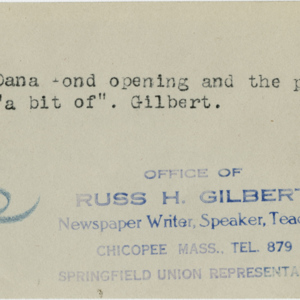 Dana -ond opening and the p
"a bit of". Gilbert.
OFFICE OF
RUSS H. GILBERT
Newspaper Writer, Speaker, Teac
CHICOPEE MASS., TEL. 879
SPRINGFIELD UNION REPRESENTA